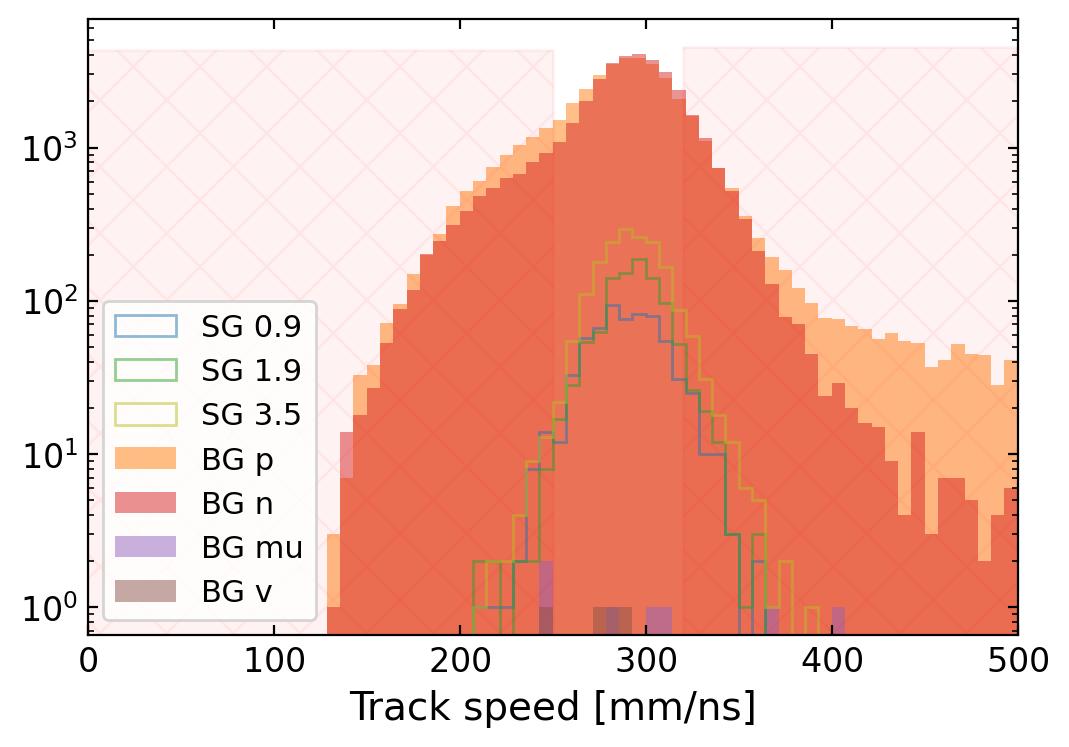 10³
10²
10¹
10⁰
SG 0.9
SG 1.9
SG 3.5
BG p
BG n
BG mu
BG v
0 100 200 300 400 500
Track speed [mm/ns]